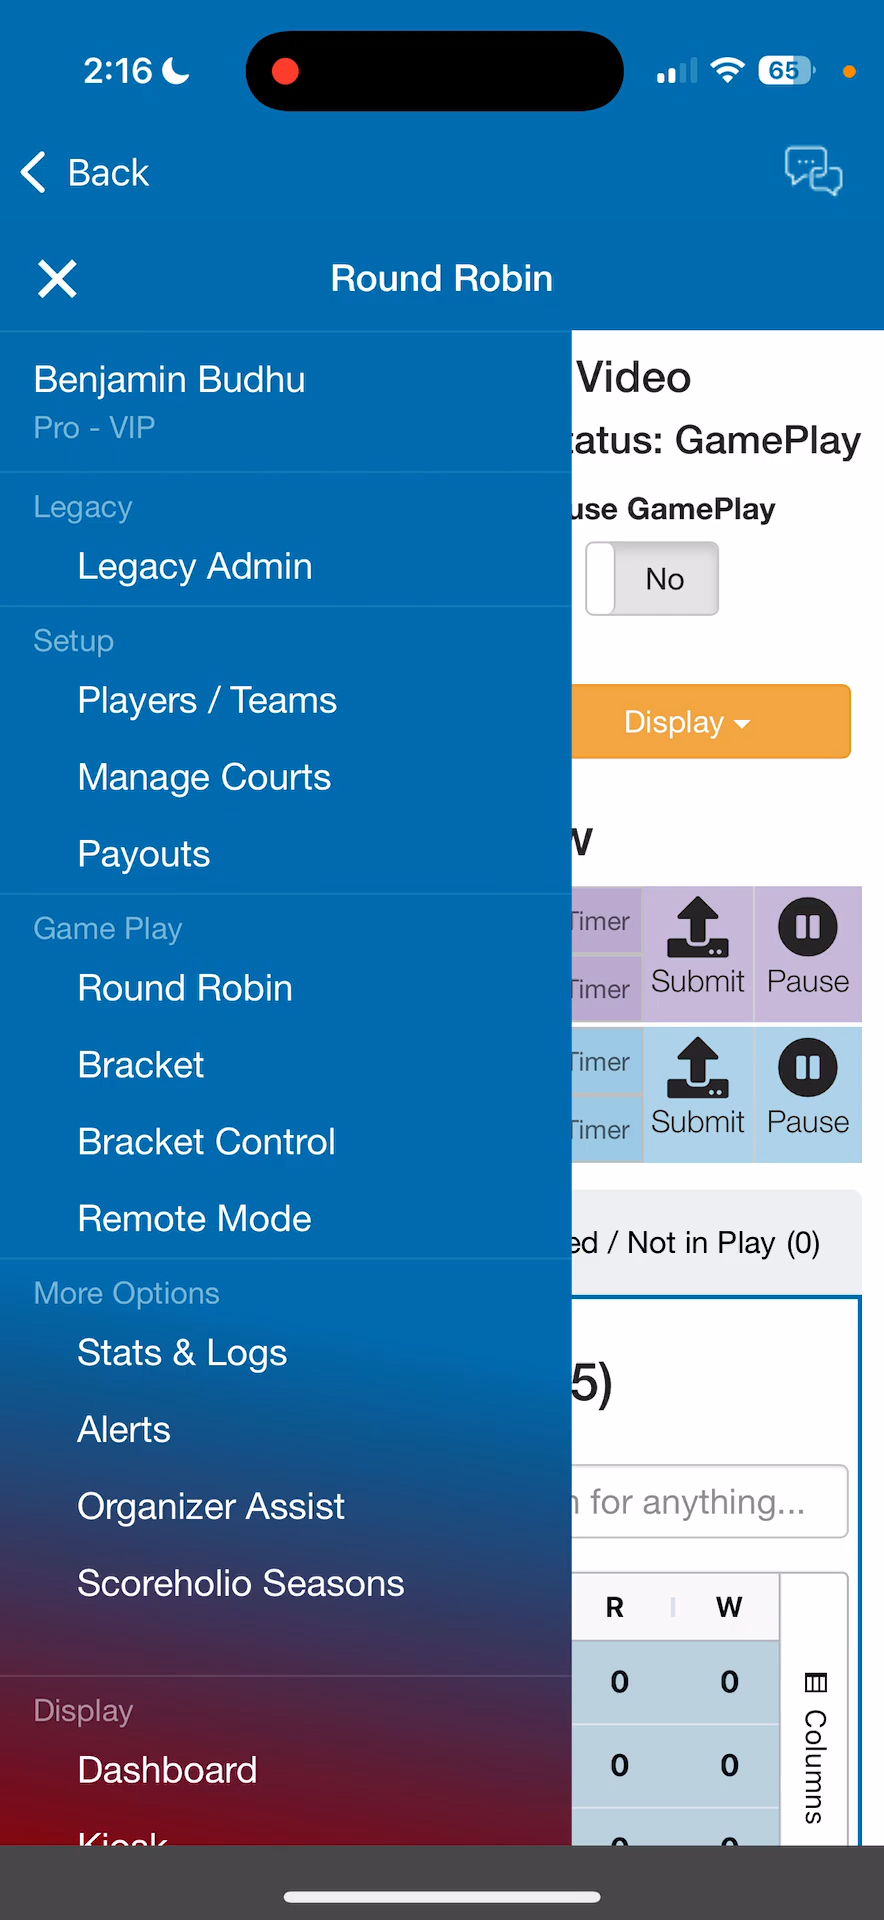 2:16
65
Back
Round Robin
Benjamin Budhu
Pro - VIP
Legacy
Legacy Admin
Setup
Players / Teams
Manage Courts
Payouts
Game Play
Round Robin
Bracket
Bracket Control
Remote Mode
More Options
Stats & Logs
Alerts
Organizer Assist
Scoreholio Seasons
Display
Dashboard
Kiosk
Video
atus: GamePlay
use GamePlay
No
Display
w
Timer
Timer
Submit
Pause
Timer
Timer
Submit
Pause
ed / Not in Play (0)
5)
for anything...
R W
0 0
0 0
0 0
Columns